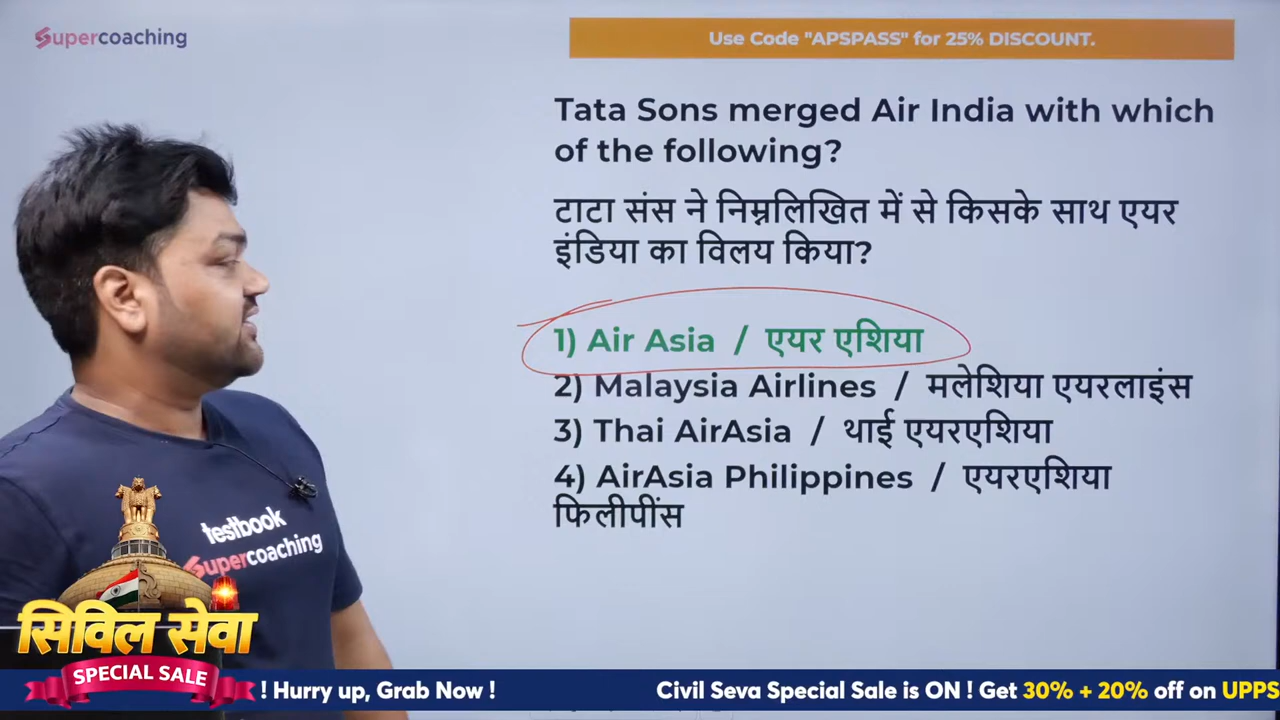 Supercoaching
Use Code "APSPASS" for 25% DISCOUNT.
Tata Sons merged Air India with which
of the following?
टाटा संस ने निम्नलिखित में से किसके साथ एयर
इंडिया का विलय किया?
1) Air Asia / एयर एशिया
2) Malaysia Airlines / मलेशिया एयरलाइंस
3) Thai AirAsia / थाई एयरएशिया
4) AirAsia Philippines / एयरएशिया
फिलीपींस
testbook
Supercoaching
सिविल सेवा
SPECIAL SALE
! Hurry up, Grab Now !
Civil Seva Special Sale is ON ! Get 30% + 20% off on UPPS